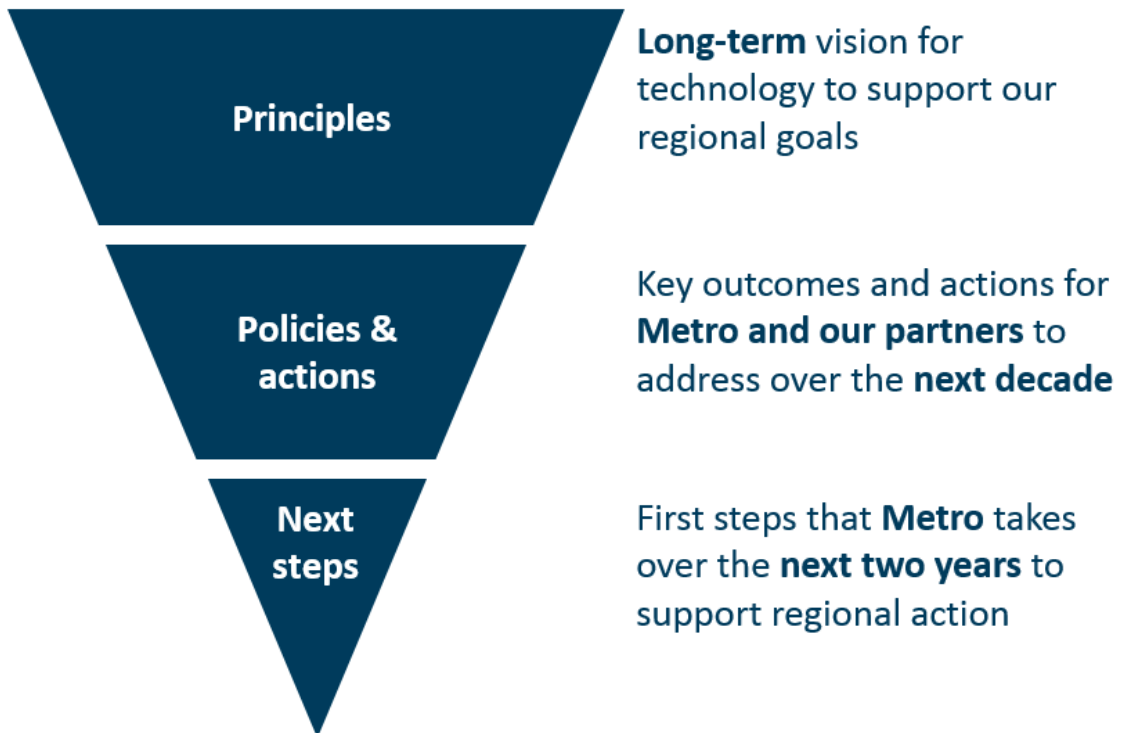 Principles
Long-term vision for
technology to support our
regional goals
Policies &
actions
Key outcomes and actions for
Metro and our partners to
address over the next decade
Next
steps
First steps that Metro takes
over the next two years to
support regional action